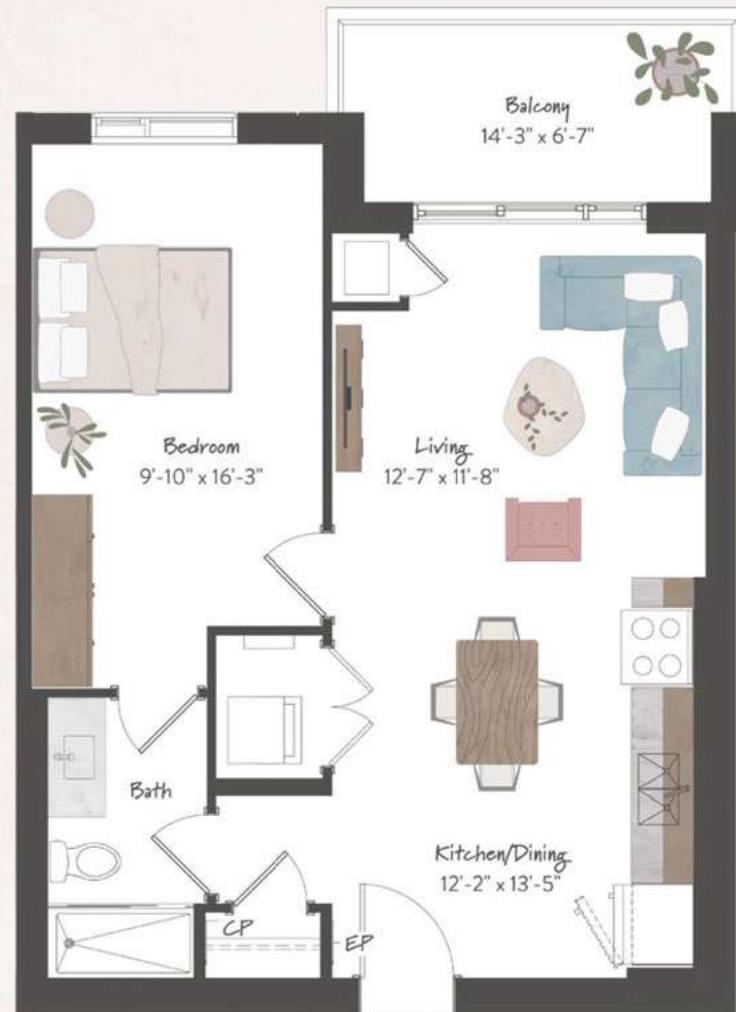 Balcony
14'-3" x 6'-7"
Bedroom
9'-10" x 16'-3"
Living
12'-7" x 11'-8"
Bath
Kitchen/Dining
12'-2" x 13'-5"
CP
EP